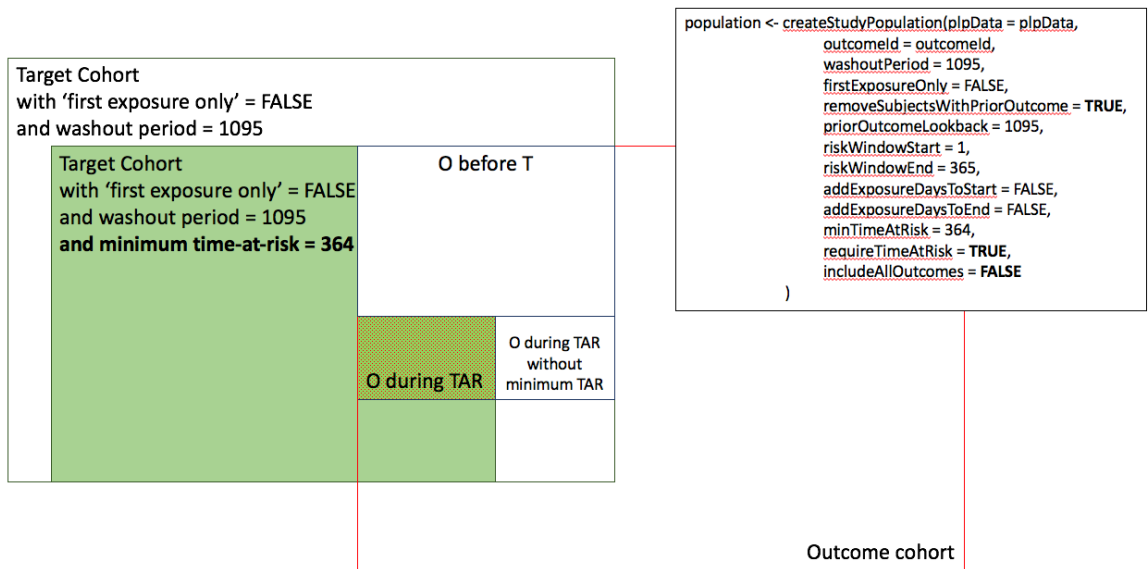 Target Cohort
with ‘first exposure only’ = FALSE
and washout period = 1095
Target Cohort
with ‘first exposure only’ = FALSE
and washout period = 1095
and minimum time-at-risk = 364
O before T
O during TAR
O during TAR
without
minimum TAR
population <- createStudyPopulation(plpData = plpData,
outcomeId = outcomeId,
washoutPeriod = 1095,
firstExposureOnly = FALSE,
removeSubjectsWithPriorOutcome = TRUE,
priorOutcomeLookback = 1095,
riskWindowStart = 1,
riskWindowEnd = 365,
addExposureDaysToStart = FALSE,
addExposureDaysToEnd = FALSE,
minTimeAtRisk = 364,
requireTimeAtRisk = TRUE,
includeAllOutcomes = FALSE
)
Outcome cohort